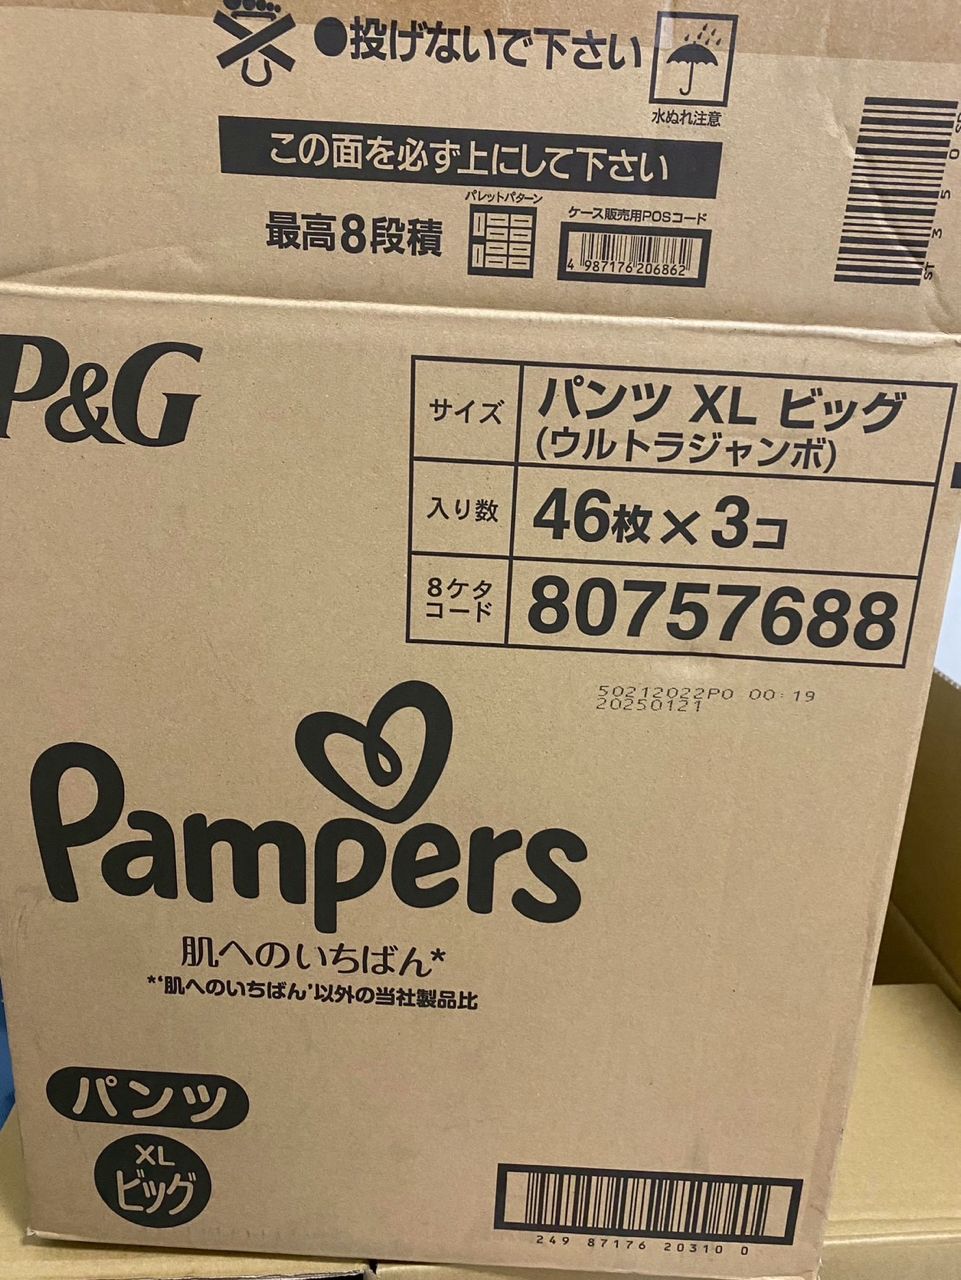 ●投げないで下さい
水ぬれ注意
この面を必ず上にして下さい
最高8段積
パレットパターン
ケース販売用POSコード
4 987176 206862
P&G
サイズ
パンツ XL ビッグ
(ウルトラジャンボ)
入り数
46枚×3コ
8ケタ
コード
80757688
50212022P0 00:19
20250121
Pampers
肌へのいちばん*
*‘肌へのいちばん’以外の当社製品比
パンツ
XL
ビッグ
249 87176 20310 0